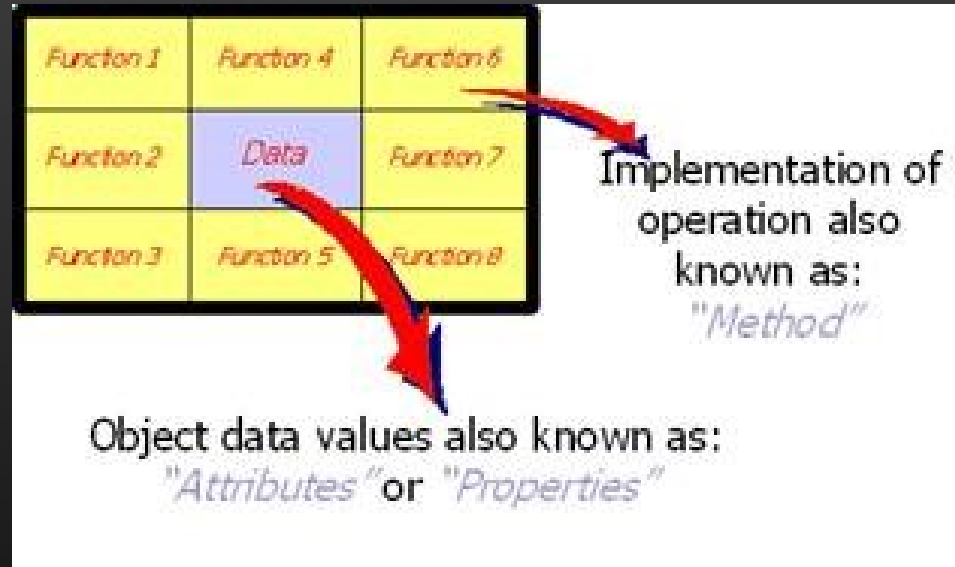 Function 1
Function 4
Function 6
Function 2
Data
Function 7
Function 3
Function 5
Function 8
Implementation of
operation also
known as:
"Method"
Object data values also known as:
"Attributes" or "Properties"